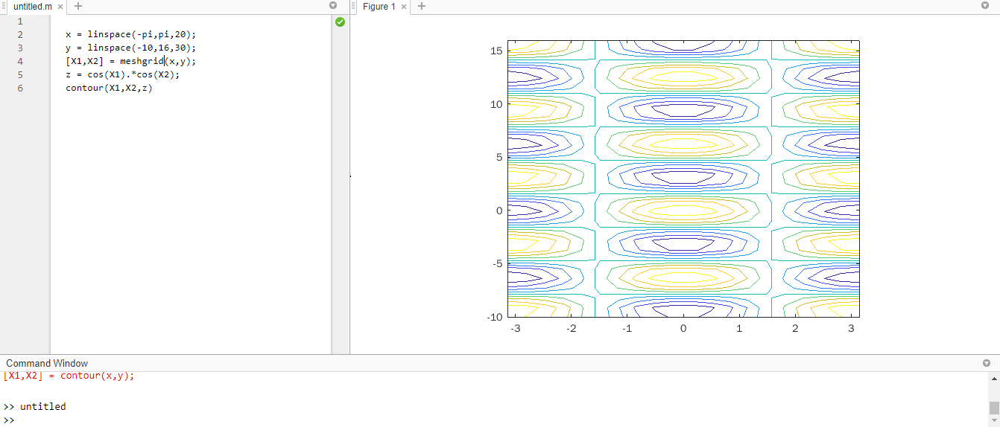 untitled.m × +
1
2 x = linspace(-pi,pi,20);
3 y = linspace(-10,16,30);
4 [X1,X2] = meshgrid(x,y);
5 z = cos(X1).*cos(X2);
6 contour(X1,X2,z)
Figure 1 × +
15
10
5
0
-5
-10
-3 -2 -1 0 1 2 3
Command Window
[X1,X2] = contour(x,y);
>> untitled
>>